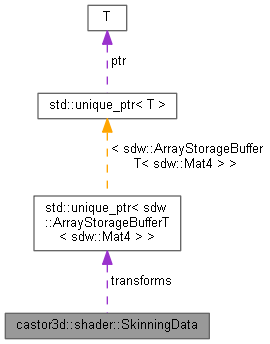 T
ptr
std::unique_ptr< T >
< sdw::ArrayStorageBuffer
T< sdw::Mat4 > >
std::unique_ptr< sdw
::ArrayStorageBufferT
< sdw::Mat4 > >
transforms
castor3d::shader::SkinningData